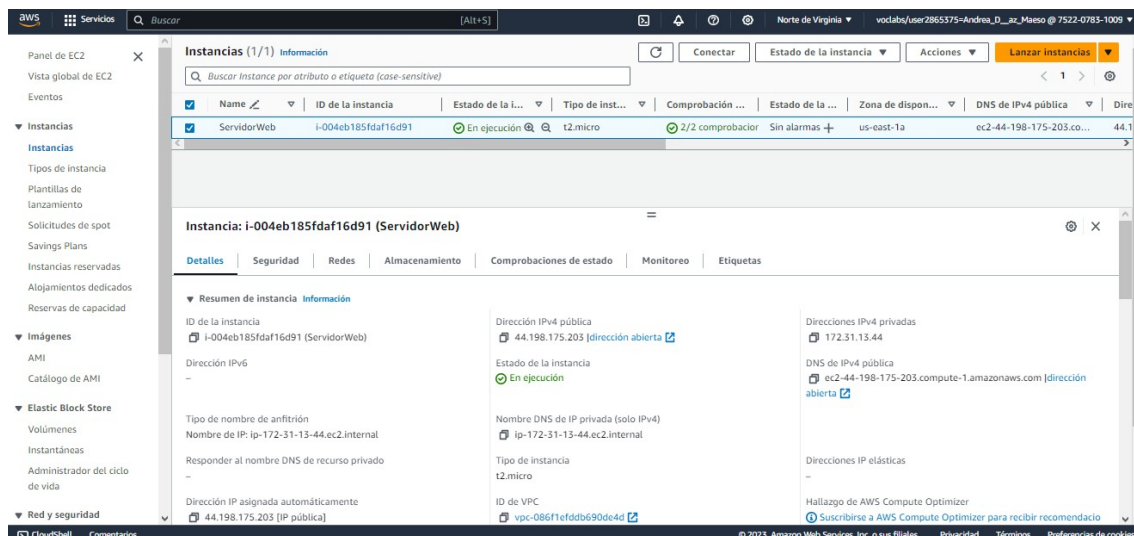 aws Servicios Buscar [Alt+S] Norte de Virginia ▼ voclabs/user2865375=Andrea_D__az_Maeso @ 7522-0783-1009 ▼
Panel de EC2
Vista global de EC2
Eventos
Instancias
Instancias
Tipos de instancia
Plantillas de
lanzamiento
Solicitudes de spot
Savings Plans
Instancias reservadas
Alojamientos dedicados
Reservas de capacidad
Imágenes
AMI
Catálogo de AMI
Elastic Block Store
Volúmenes
Instantáneas
Administrador del ciclo
de vida
Red y seguridad
Instancias (1/1) Información Conectar Estado de la instancia ▼ Acciones ▼ Lanzar instancias ▼
Buscar Instance por atributo o etiqueta (case-sensitive) < 1 >
Name ID de la instancia Estado de la i... Tipo de inst... Comprobación ... Estado de la ... Zona de dispon... DNS de IPv4 pública Dire
ServidorWeb i-004eb185fdaf16d91 En ejecución t2.micro 2/2 comprobacior Sin alarmas + us-east-1a ec2-44-198-175-203.co... 44.1
Instancia: i-004eb185fdaf16d91 (ServidorWeb)
Detalles Seguridad Redes Almacenamiento Comprobaciones de estado Monitoreo Etiquetas
Resumen de instancia Información
ID de la instancia
i-004eb185fdaf16d91 (ServidorWeb)
Dirección IPv4 pública
44.198.175.203 |dirección abierta
Direcciones IPv4 privadas
172.31.13.44
Dirección IPv6
–
Estado de la instancia
En ejecución
DNS de IPv4 pública
ec2-44-198-175-203.compute-1.amazonaws.com |dirección
abierta
Tipo de nombre de anfitrión
Nombre de IP: ip-172-31-13-44.ec2.internal
Nombre DNS de IP privada (solo IPv4)
ip-172-31-13-44.ec2.internal
Responder al nombre DNS de recurso privado
–
Tipo de instancia
t2.micro
Direcciones IP elásticas
–
Dirección IP asignada automáticamente
44.198.175.203 [IP pública]
ID de VPC
vpc-086f1efddb690de4d
Hallazgo de AWS Compute Optimizer
Suscribirse a AWS Compute Optimizer para recibir recomendacio
CloudShell Comentarios © 2023, Amazon Web Services, Inc. o sus filiales. Privacidad Términos Preferencias de cookies